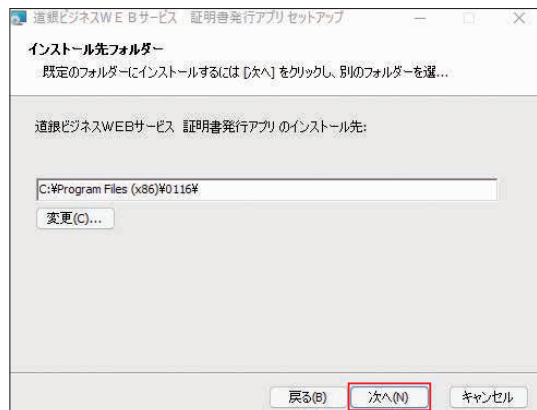 道銀ビジネスWEBサービス 証明書発行アプリ セットアップ
インストール先フォルダー
既定のフォルダーにインストールするには [次へ] をクリックし、別のフォルダーを選...
道銀ビジネスWEBサービス 証明書発行アプリ のインストール先:
C:¥Program Files (x86)¥0116¥
変更(C)...
戻る(B) 次へ(N) キャンセル